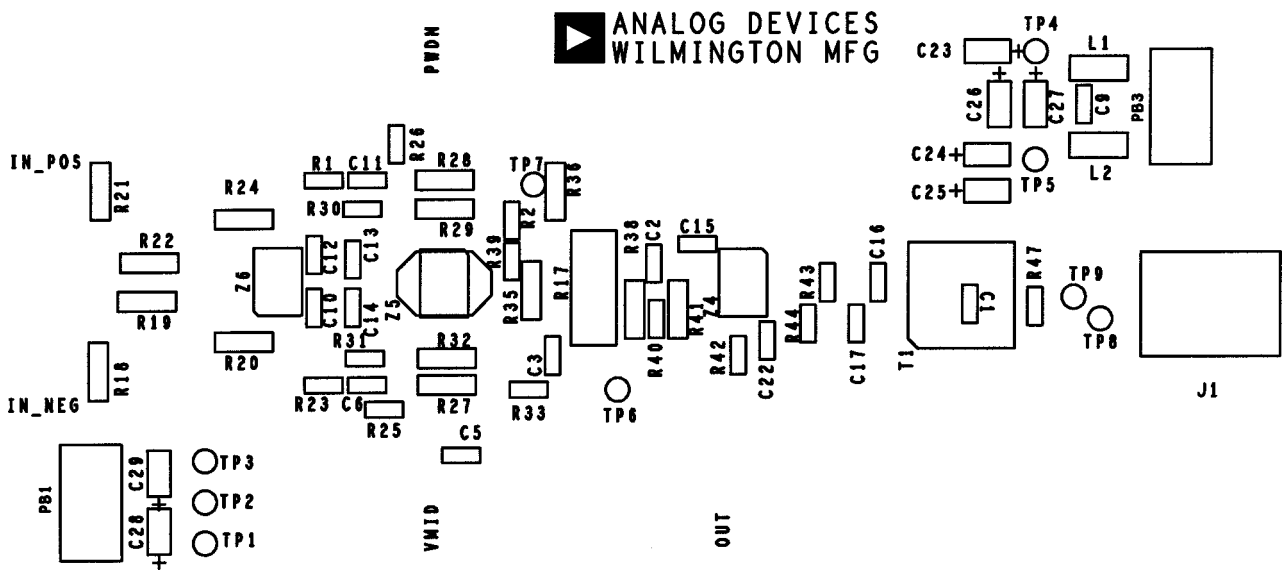 ANALOG DEVICES
WILMINGTON MFG
PWDN
TP4
C23
L1
C26
C27
C9
PB3
R26
IN_POS
R21
R1
C11
R28
TP7
R36
C24
TP5
L2
C25
R24
R30
R29
R2
R38
C2
C15
R22
C12
C13
R39
C16
R47
Z6
Z5
R35
R17
R41
Z4
R43
C1
TP9
R19
C10
C14
R44
TP8
R20
R31
R32
C3
R40
R42
C22
C17
T1
R18
IN_NEG
R23
C6
R27
R33
TP6
J1
R25
C5
C29
TP3
PB1
TP2
C28
TP1
VMID
OUT